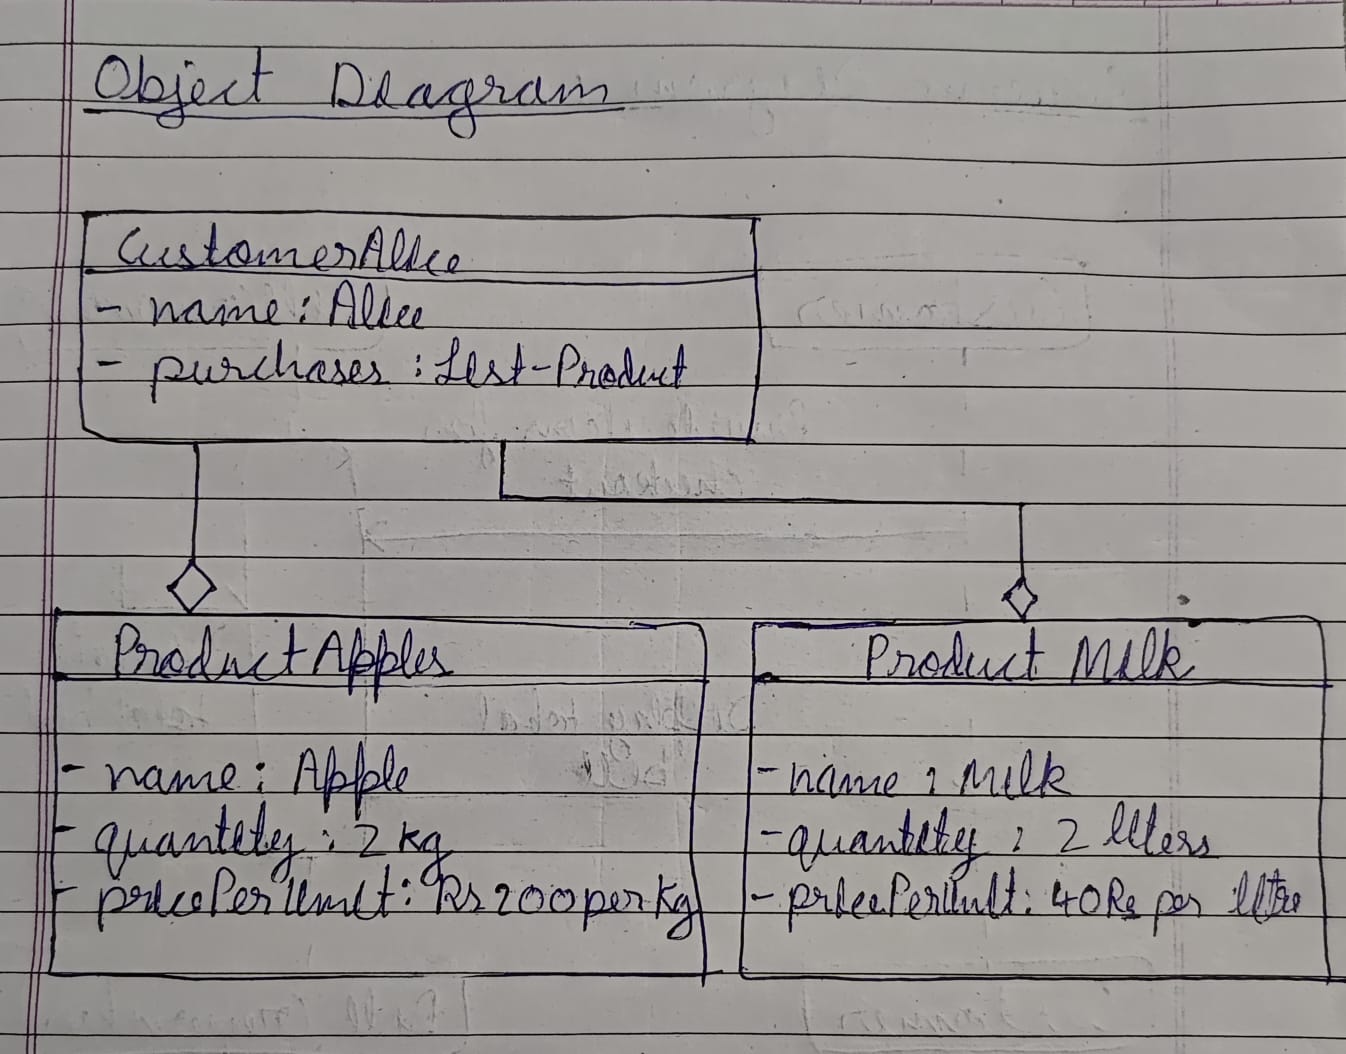 Object Diagram
CustomerAlice
- name: Alice
- purchases: List-Product
Product Apples
- name: Apple
- quantity: 2 kg
- pricePerUnit: Rs 200 per kg
Product Milk
- name: Milk
- quantity: 2 liters
- pricePerUnit: 40Rs per litre